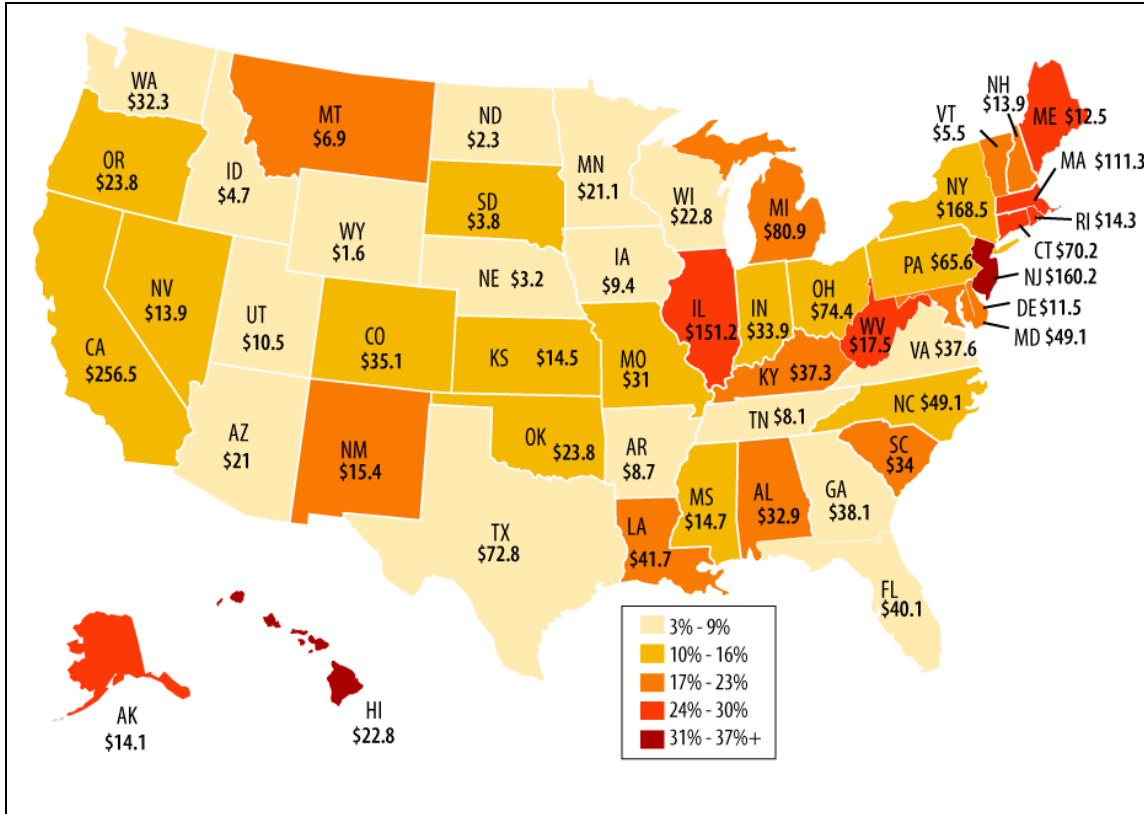 WA
$32.3
MT
$6.9
ND
$2.3
MN
$21.1
OR
$23.8
ID
$4.7
SD
$3.8
WI
$22.8
MI
$80.9
NH
$13.9
VT
$5.5
ME $12.5
MA $111.3
NY
$168.5
RI $14.3
CT $70.2
NJ $160.2
DE $11.5
MD $49.1
WY
$1.6
NE $3.2
IA
$9.4
PA $65.6
NV
$13.9
UT
$10.5
CO
$35.1
KS $14.5
MO
$31
IL
$151.2
IN
$33.9
OH
$74.4
WV
$17.5
VA $37.6
CA
$256.5
KY $37.3
NC $49.1
TN $8.1
AZ
$21
NM
$15.4
OK $23.8
AR
$8.7
SC
$34
MS
$14.7
AL
$32.9
GA
$38.1
TX
$72.8
LA
$41.7
FL
$40.1
AK
$14.1
HI
$22.8
3% - 9%
10% - 16%
17% - 23%
24% - 30%
31% - 37%+